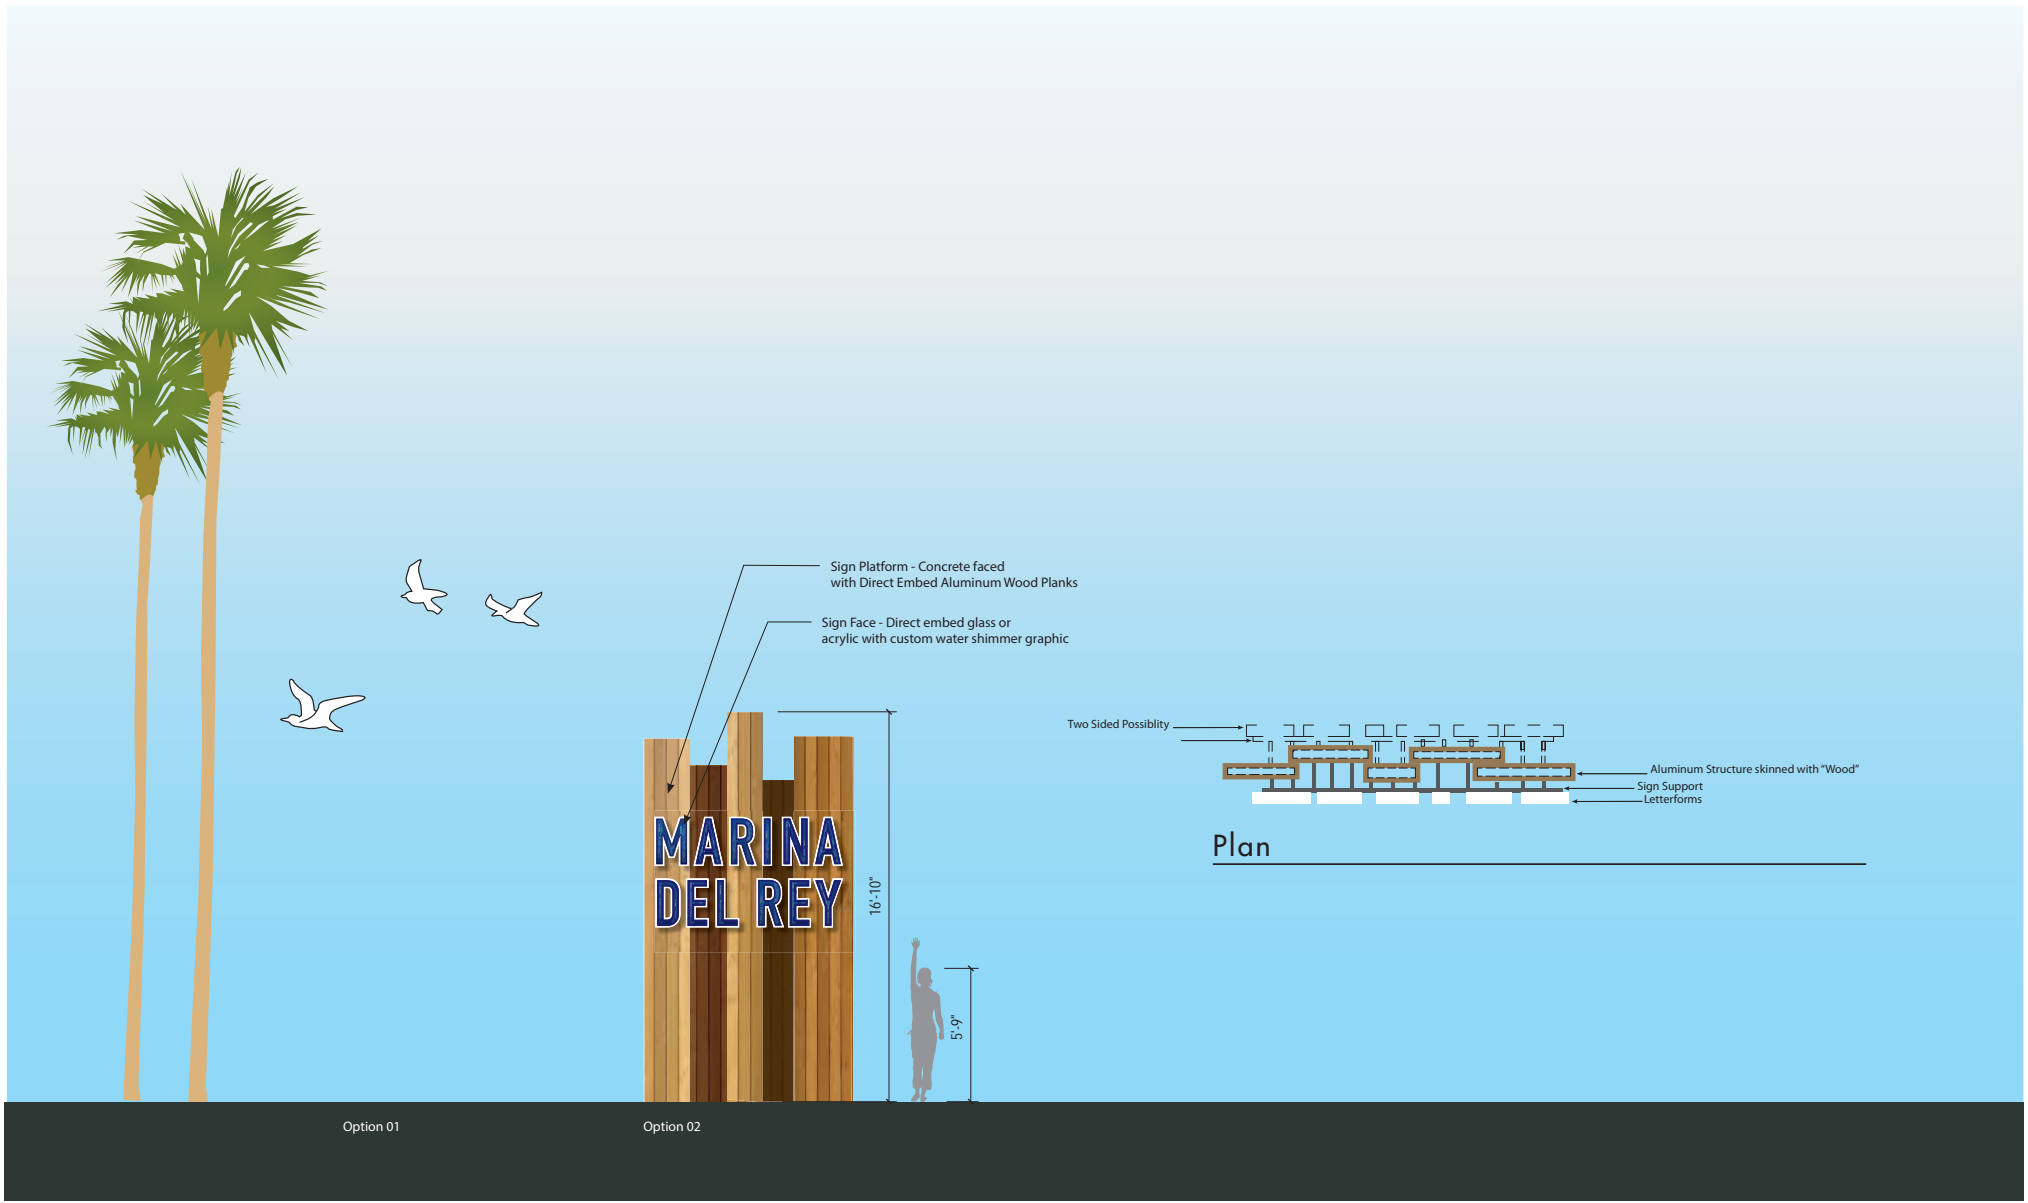 Sign Platform - Concrete faced
with Direct Embed Aluminum Wood Planks
Sign Face - Direct embed glass or
acrylic with custom water shimmer graphic
MARINA
DEL REY
16'-10"
5'-9"
Two Sided Possiblity
Aluminum Structure skinned with “Wood”
Sign Support
Letterforms
Plan
Option 01
Option 02